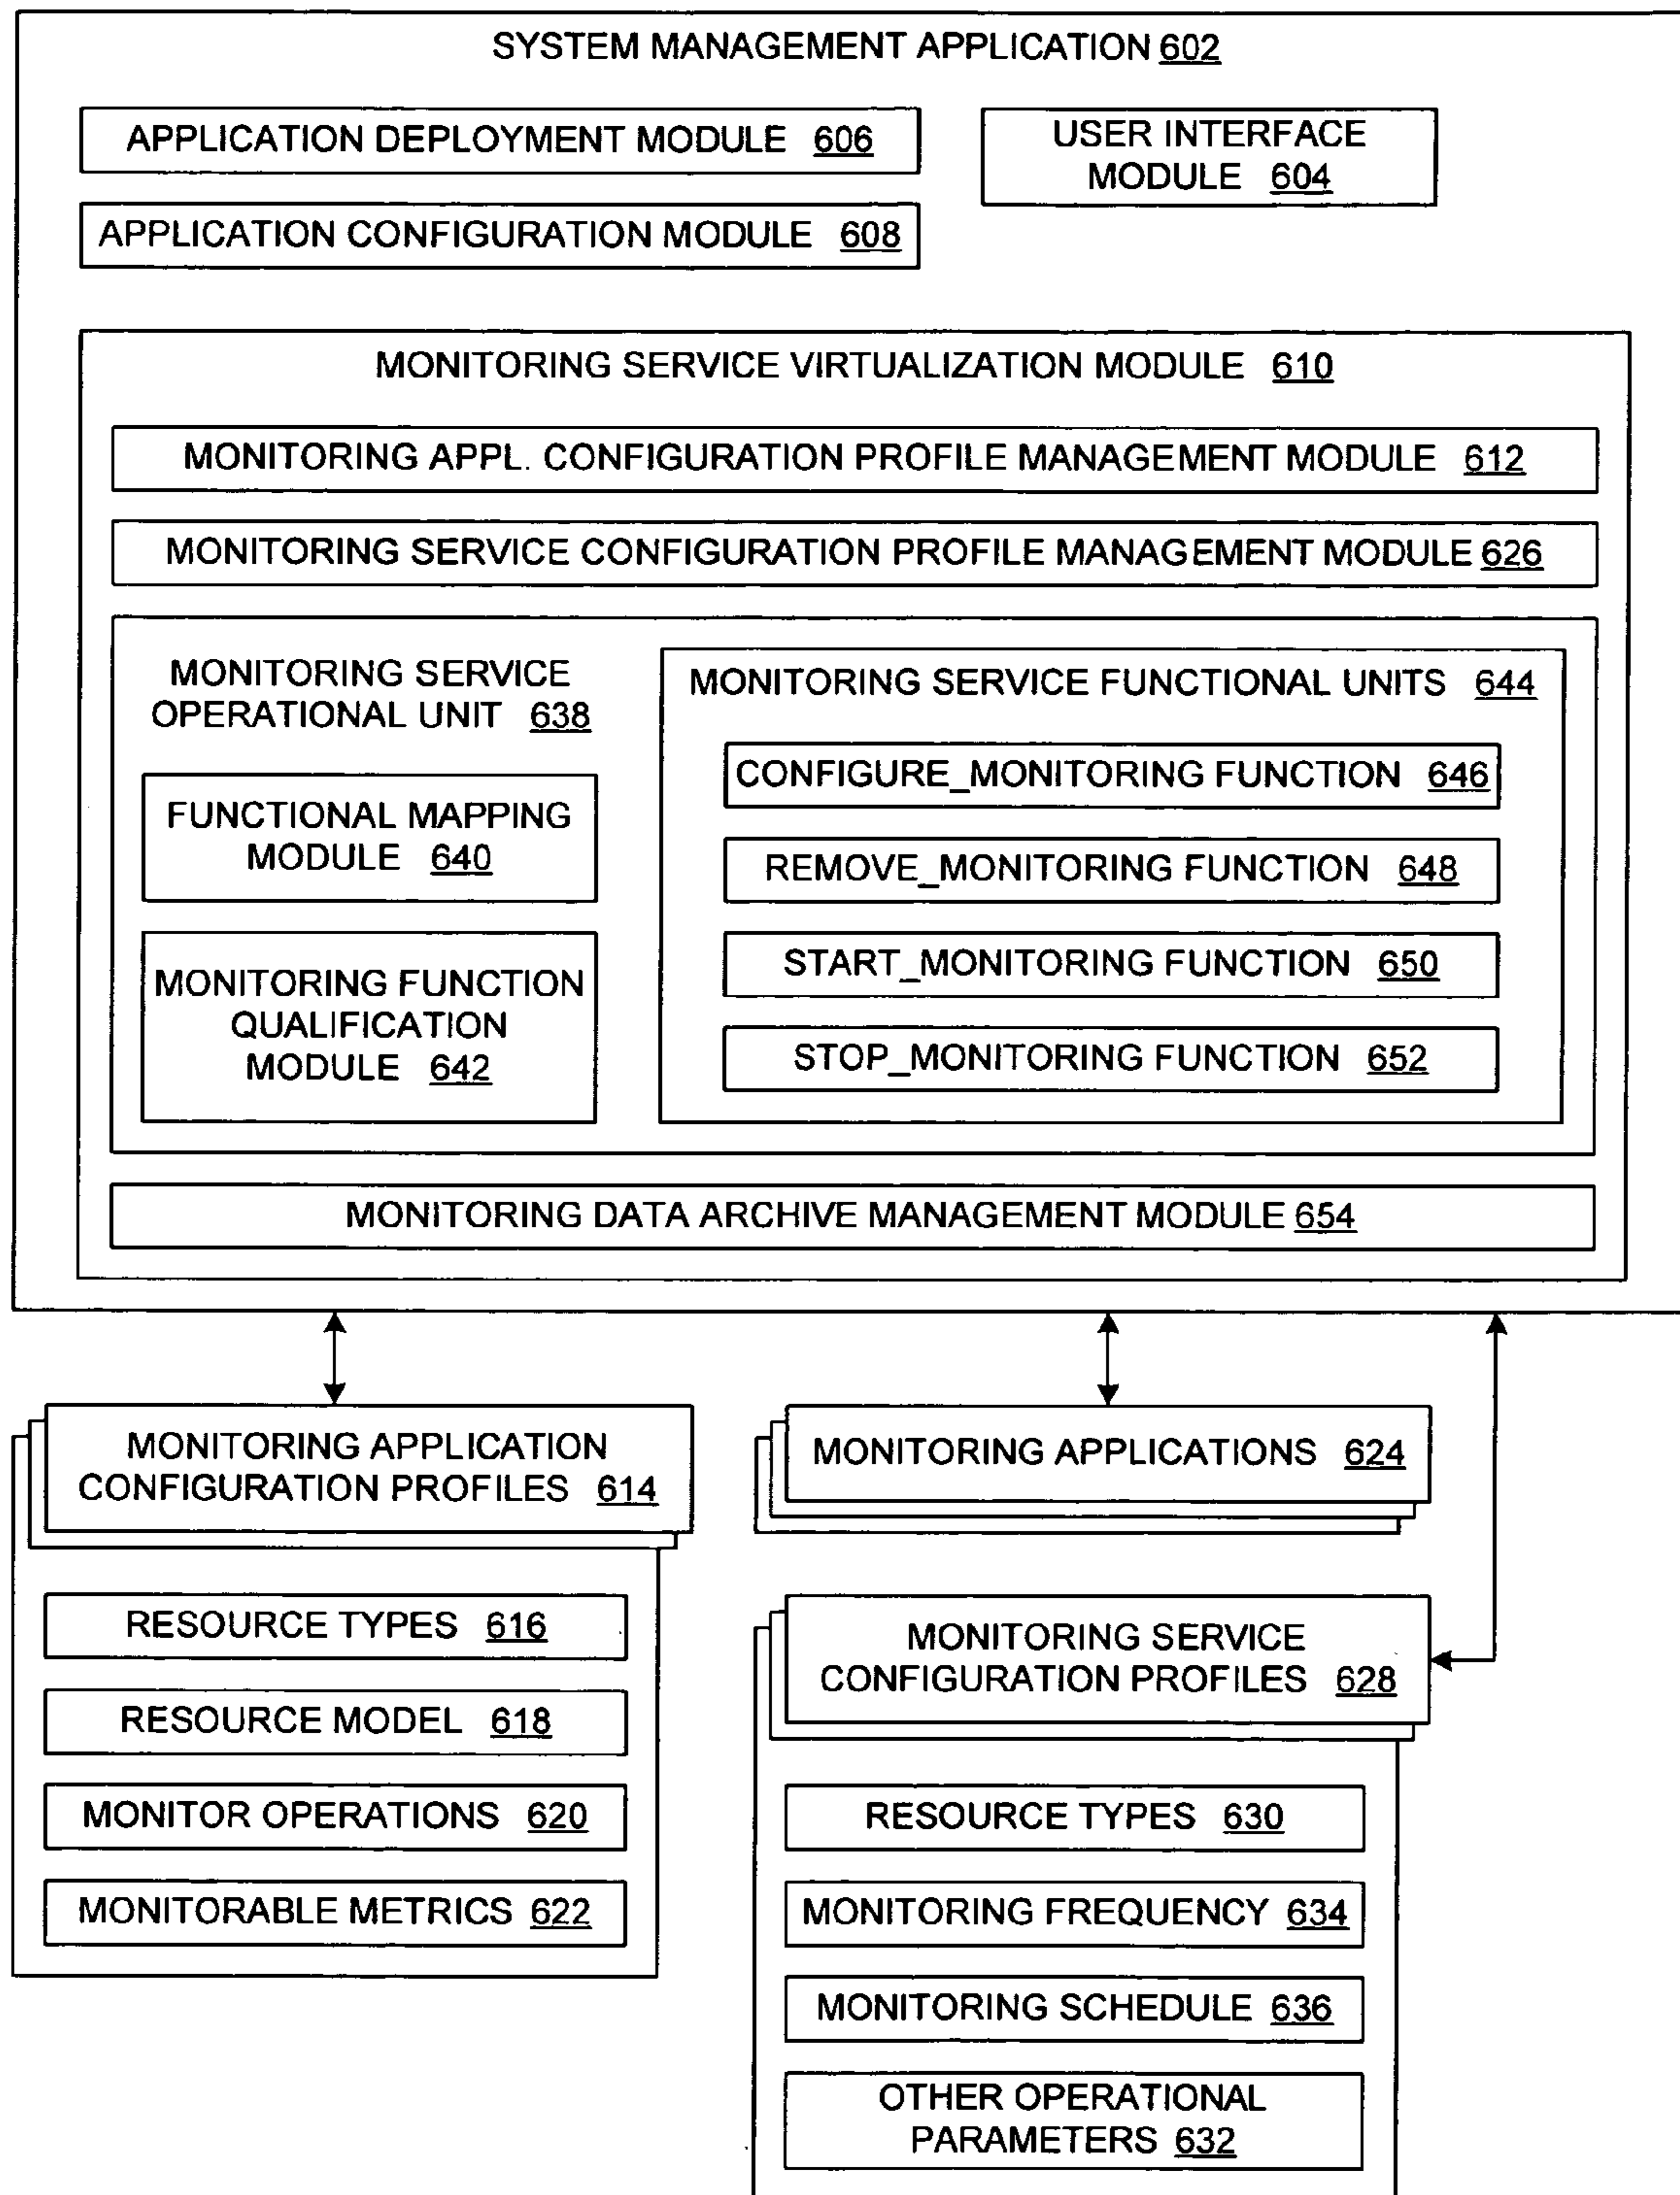 SYSTEM MANAGEMENT APPLICATION 602
APPLICATION DEPLOYMENT MODULE 606
USER INTERFACE
MODULE 604
APPLICATION CONFIGURATION MODULE 608
MONITORING SERVICE VIRTUALIZATION MODULE 610
MONITORING APPL. CONFIGURATION PROFILE MANAGEMENT MODULE 612
MONITORING SERVICE CONFIGURATION PROFILE MANAGEMENT MODULE 626
MONITORING SERVICE
OPERATIONAL UNIT 638
FUNCTIONAL MAPPING
MODULE 640
MONITORING FUNCTION
QUALIFICATION
MODULE 642
MONITORING SERVICE FUNCTIONAL UNITS 644
CONFIGURE_MONITORING FUNCTION 646
REMOVE_MONITORING FUNCTION 648
START_MONITORING FUNCTION 650
STOP_MONITORING FUNCTION 652
MONITORING DATA ARCHIVE MANAGEMENT MODULE 654
MONITORING APPLICATION
CONFIGURATION PROFILES 614
RESOURCE TYPES 616
RESOURCE MODEL 618
MONITOR OPERATIONS 620
MONITORABLE METRICS 622
MONITORING APPLICATIONS 624
MONITORING SERVICE
CONFIGURATION PROFILES 628
RESOURCE TYPES 630
MONITORING FREQUENCY 634
MONITORING SCHEDULE 636
OTHER OPERATIONAL
PARAMETERS 632